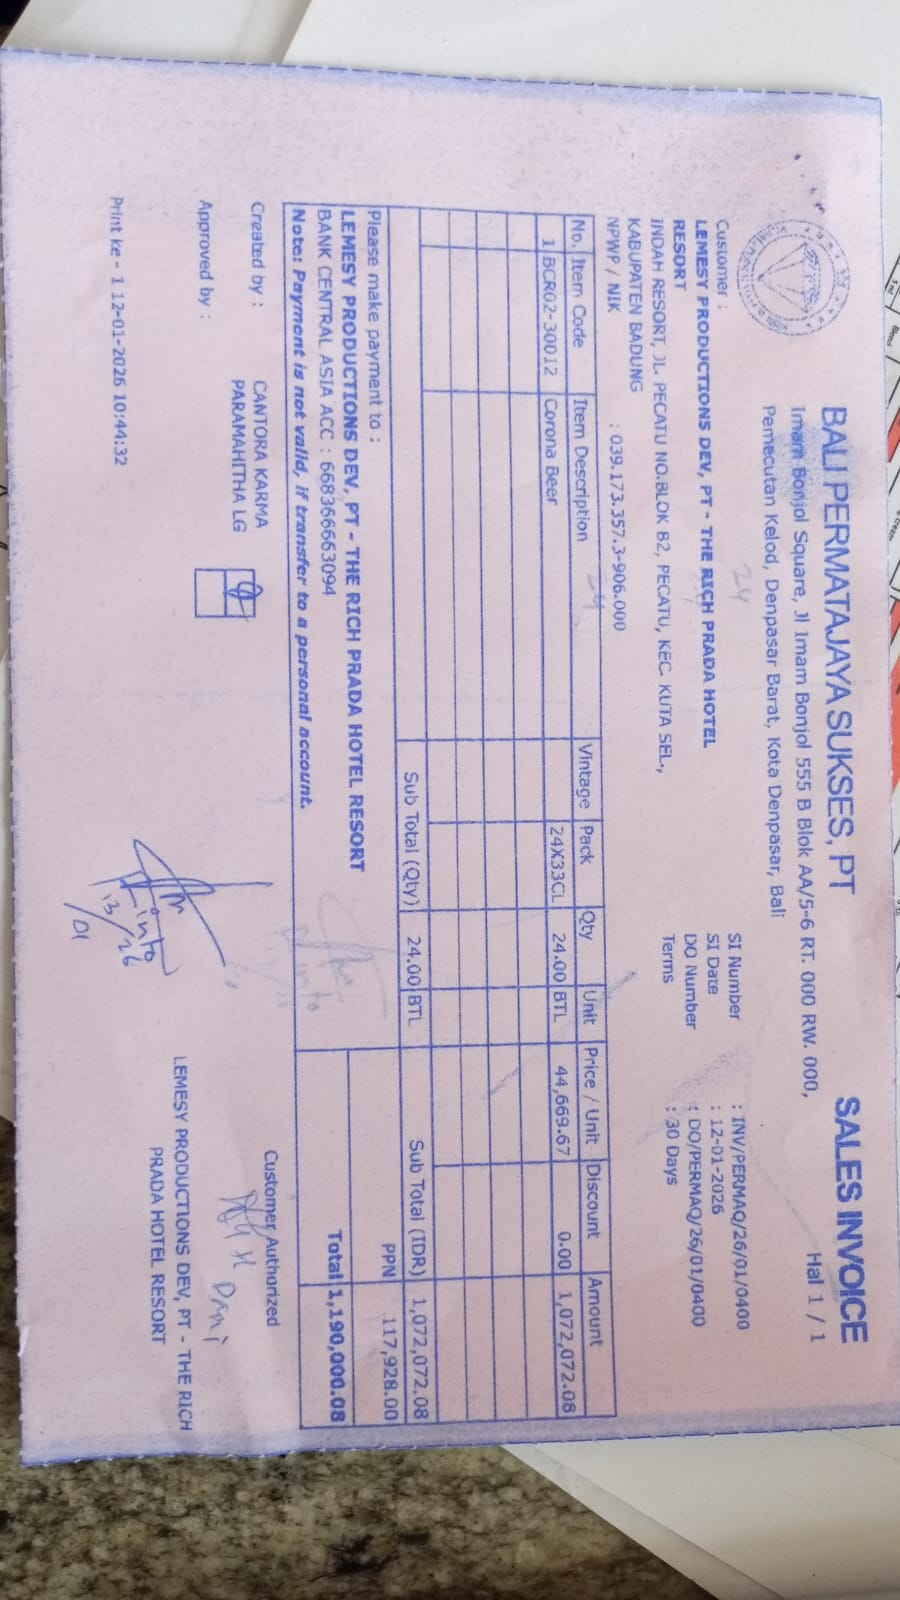 BALI PERMATAJAYA SUKSES, PT
SALES INVOICE
Imam Bonjol Square, Jl Imam Bonjol 555 B Blok AA/5-6 RT. 000 RW. 000,
Hal 1 / 1
Pemecutan Kelod, Denpasar Barat, Kota Denpasar, Bali
Customer :
LEMESY PRODUCTIONS DEV, PT - THE RICH PRADA HOTEL
RESORT
INDAH RESORT, JL. PECATU NO.BLOK B2, PECATU, KEC. KUTA SEL.,
KABUPATEN BADUNG
NPWP / NIK : 039.173.357.3-906.000
SI Number : INV/PERMAQ/26/01/0400
SI Date : 12-01-2026
DO Number : DO/PERMAQ/26/01/0400
Terms : 30 Days
No. Item Code Item Description Vintage Pack Qty Unit Price / Unit Discount Amount
1 BCR02-30012 Corona Beer 24X33CL 24.00 BTL 44,669.67 0.00 1,072,072.08
Sub Total (Qty) 24.00 BTL Sub Total (IDR) 1,072,072.08
PPN 117,928.00
Total 1,190,000.08
Please make payment to :
LEMESY PRODUCTIONS DEV, PT - THE RICH PRADA HOTEL RESORT
BANK CENTRAL ASIA ACC : 66836663094
Note: Payment is not valid, if transfer to a personal account.
Created by : CANTORA KARMA
PARAMAHITHA LG
Approved by :
Customer Authorized
Dani
LEMESY PRODUCTIONS DEV, PT - THE RICH
PRADA HOTEL RESORT
13/26
/01
Print ke - 1 12-01-2026 10:44:32